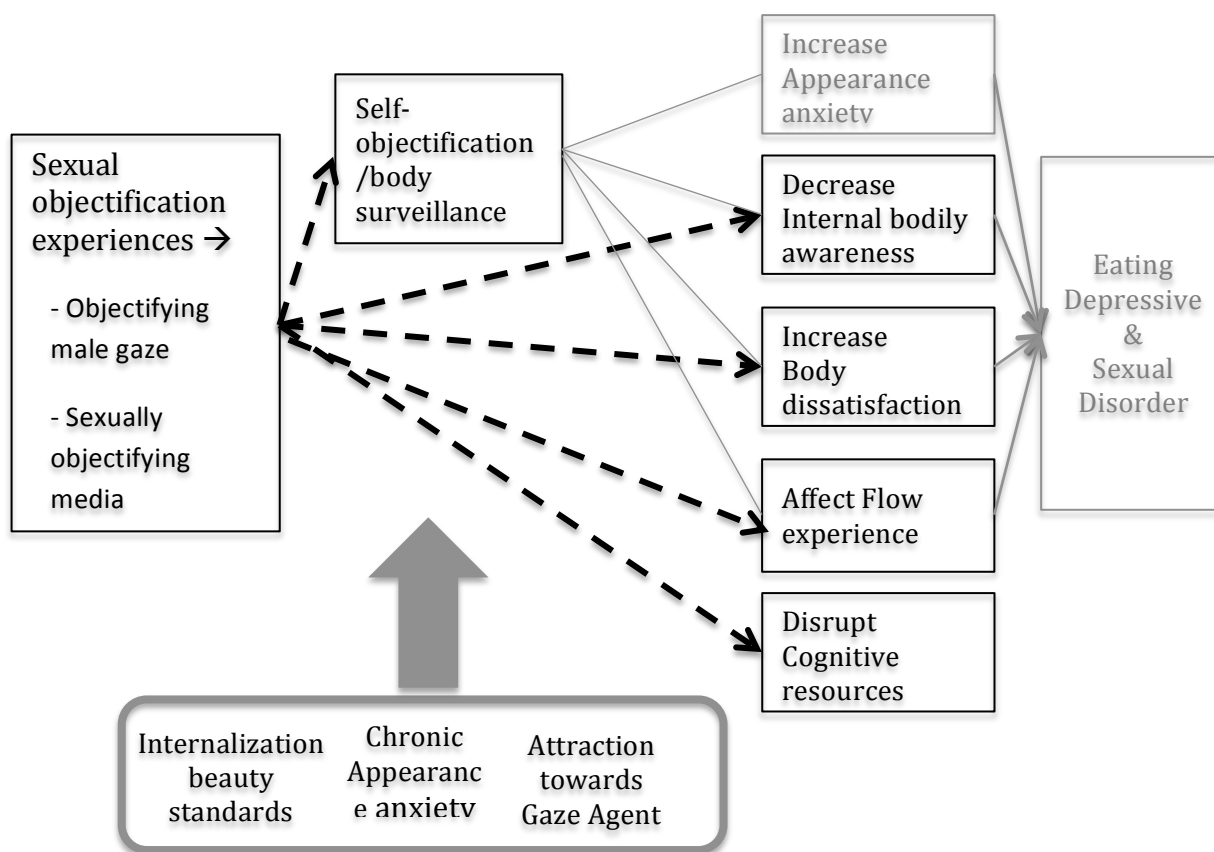 Sexual
objectification
experiences →
- Objectifying
male gaze
- Sexually
objectifying
media
Self-
objectification
/body
surveillance
Increase
Appearance
anxiety
Decrease
Internal bodily
awareness
Increase
Body
dissatisfaction
Affect Flow
experience
Disrupt
Cognitive
resources
Eating
Depressive
&
Sexual
Disorder
Internalization
beauty
standards
Chronic
Appearanc
e anxiety
Attraction
towards
Gaze Agent